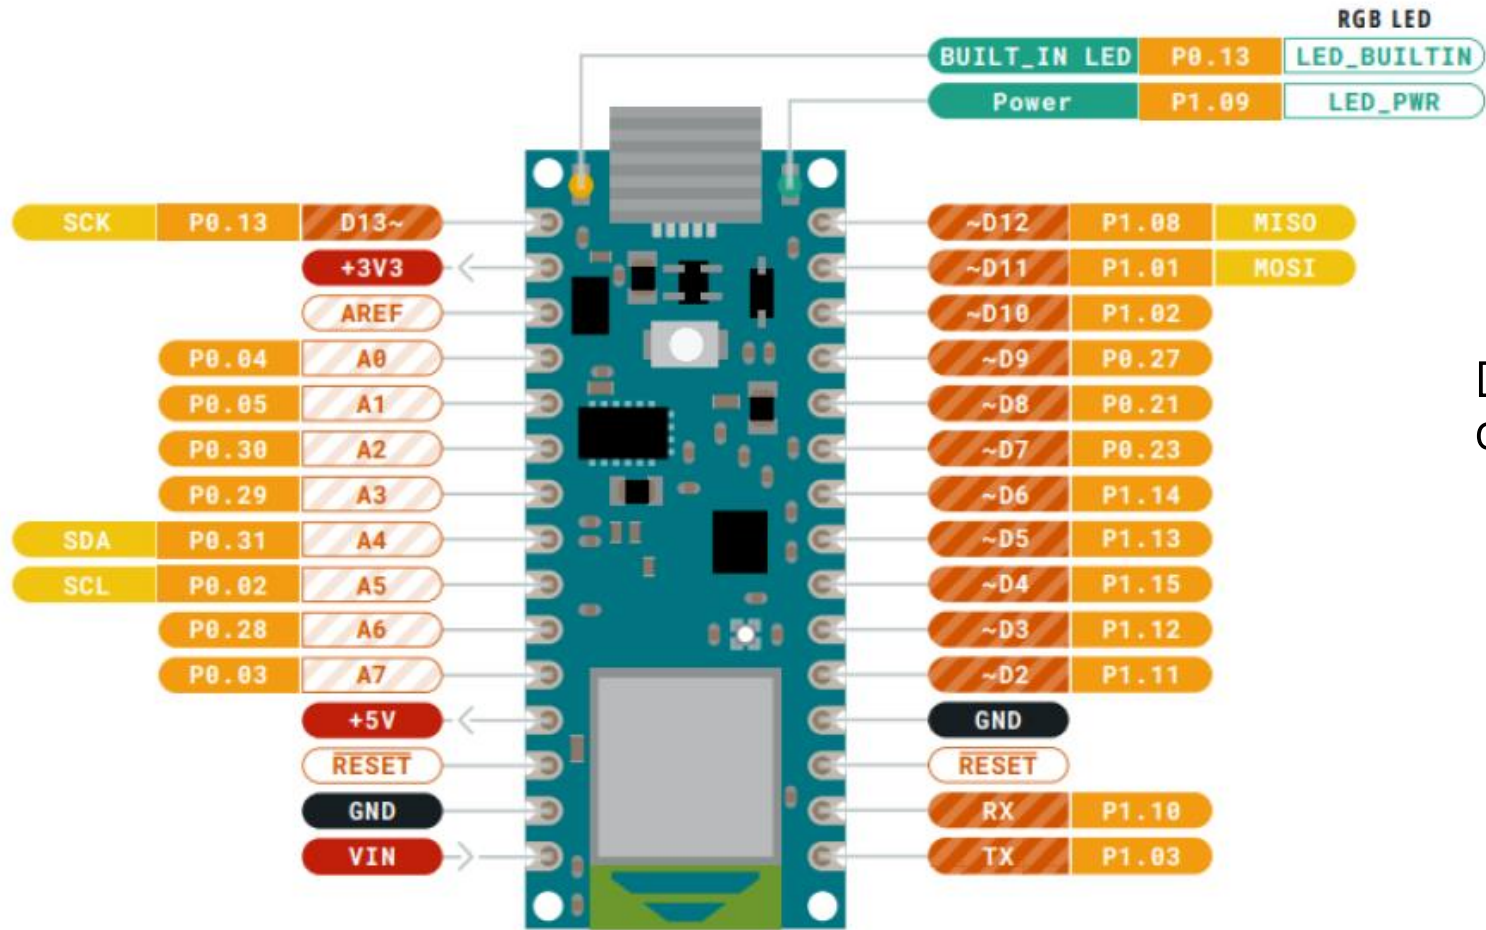 RGB LED
BUILT_IN LED P0.13 LED_BUILTIN
Power P1.09 LED_PWR
SCK P0.13 D13~
+3V3
AREF
P0.04 A0
P0.05 A1
P0.30 A2
P0.29 A3
SDA P0.31 A4
SCL P0.02 A5
P0.28 A6
P0.03 A7
+5V
RESET
GND
VIN
~D12 P1.08 MISO
~D11 P1.01 MOSI
~D10 P1.02
~D9 P0.27
~D8 P0.21
~D7 P0.23
~D6 P1.14
~D5 P1.13
~D4 P1.15
~D3 P1.12
~D2 P1.11
GND
RESET
RX P1.10
TX P1.03